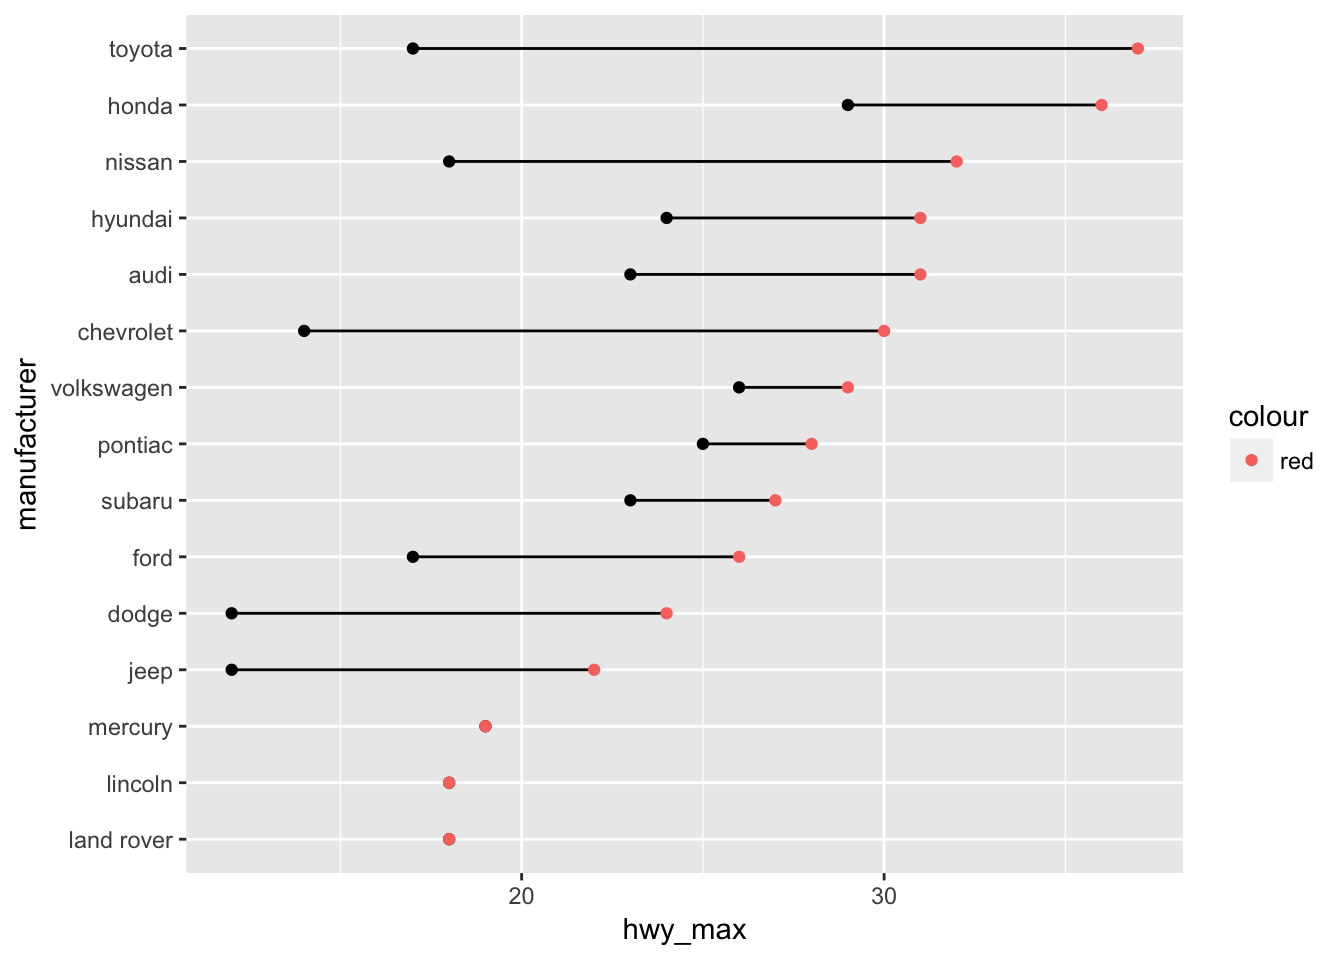 toyota
honda
nissan
hyundai
audi
chevrolet
volkswagen
pontiac
subaru
ford
dodge
jeep
mercury
lincoln
land rover
manufacturer
20 30
hwy_max
colour
red